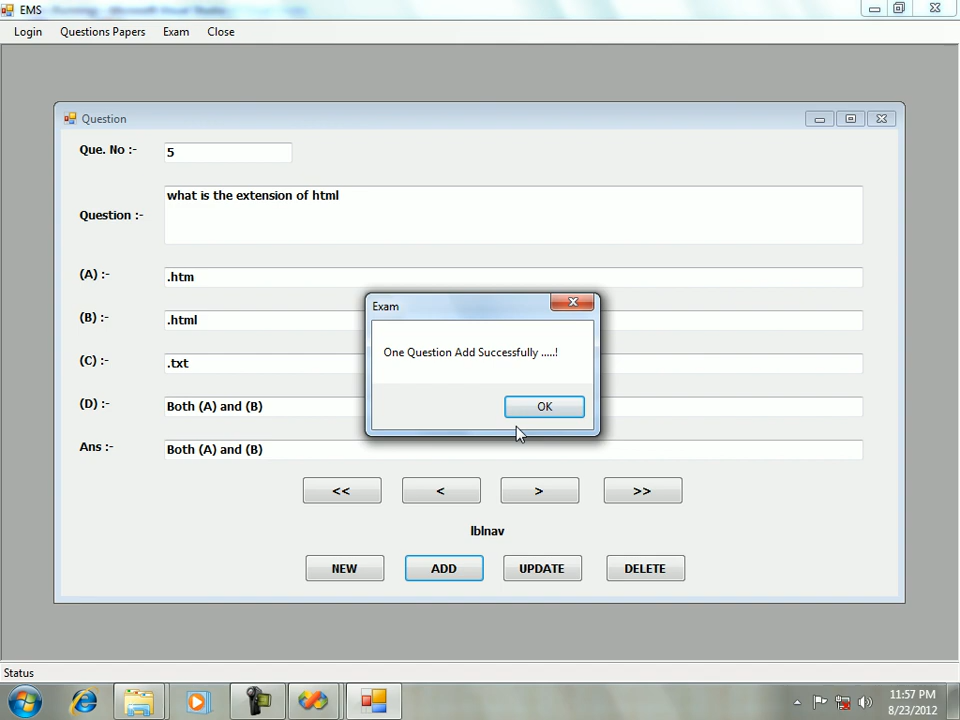 EMS
Login Questions Papers Exam Close
Question
Que. No :- 5
Question :- what is the extension of html
(A) :- .htm
(B) :- .html
(C) :- .txt
(D) :- Both (A) and (B)
Ans :- Both (A) and (B)
Exam
One Question Add Successfully .....!
OK
<< < > >>
lblnav
NEW ADD UPDATE DELETE
Status
11:57 PM
8/23/2012